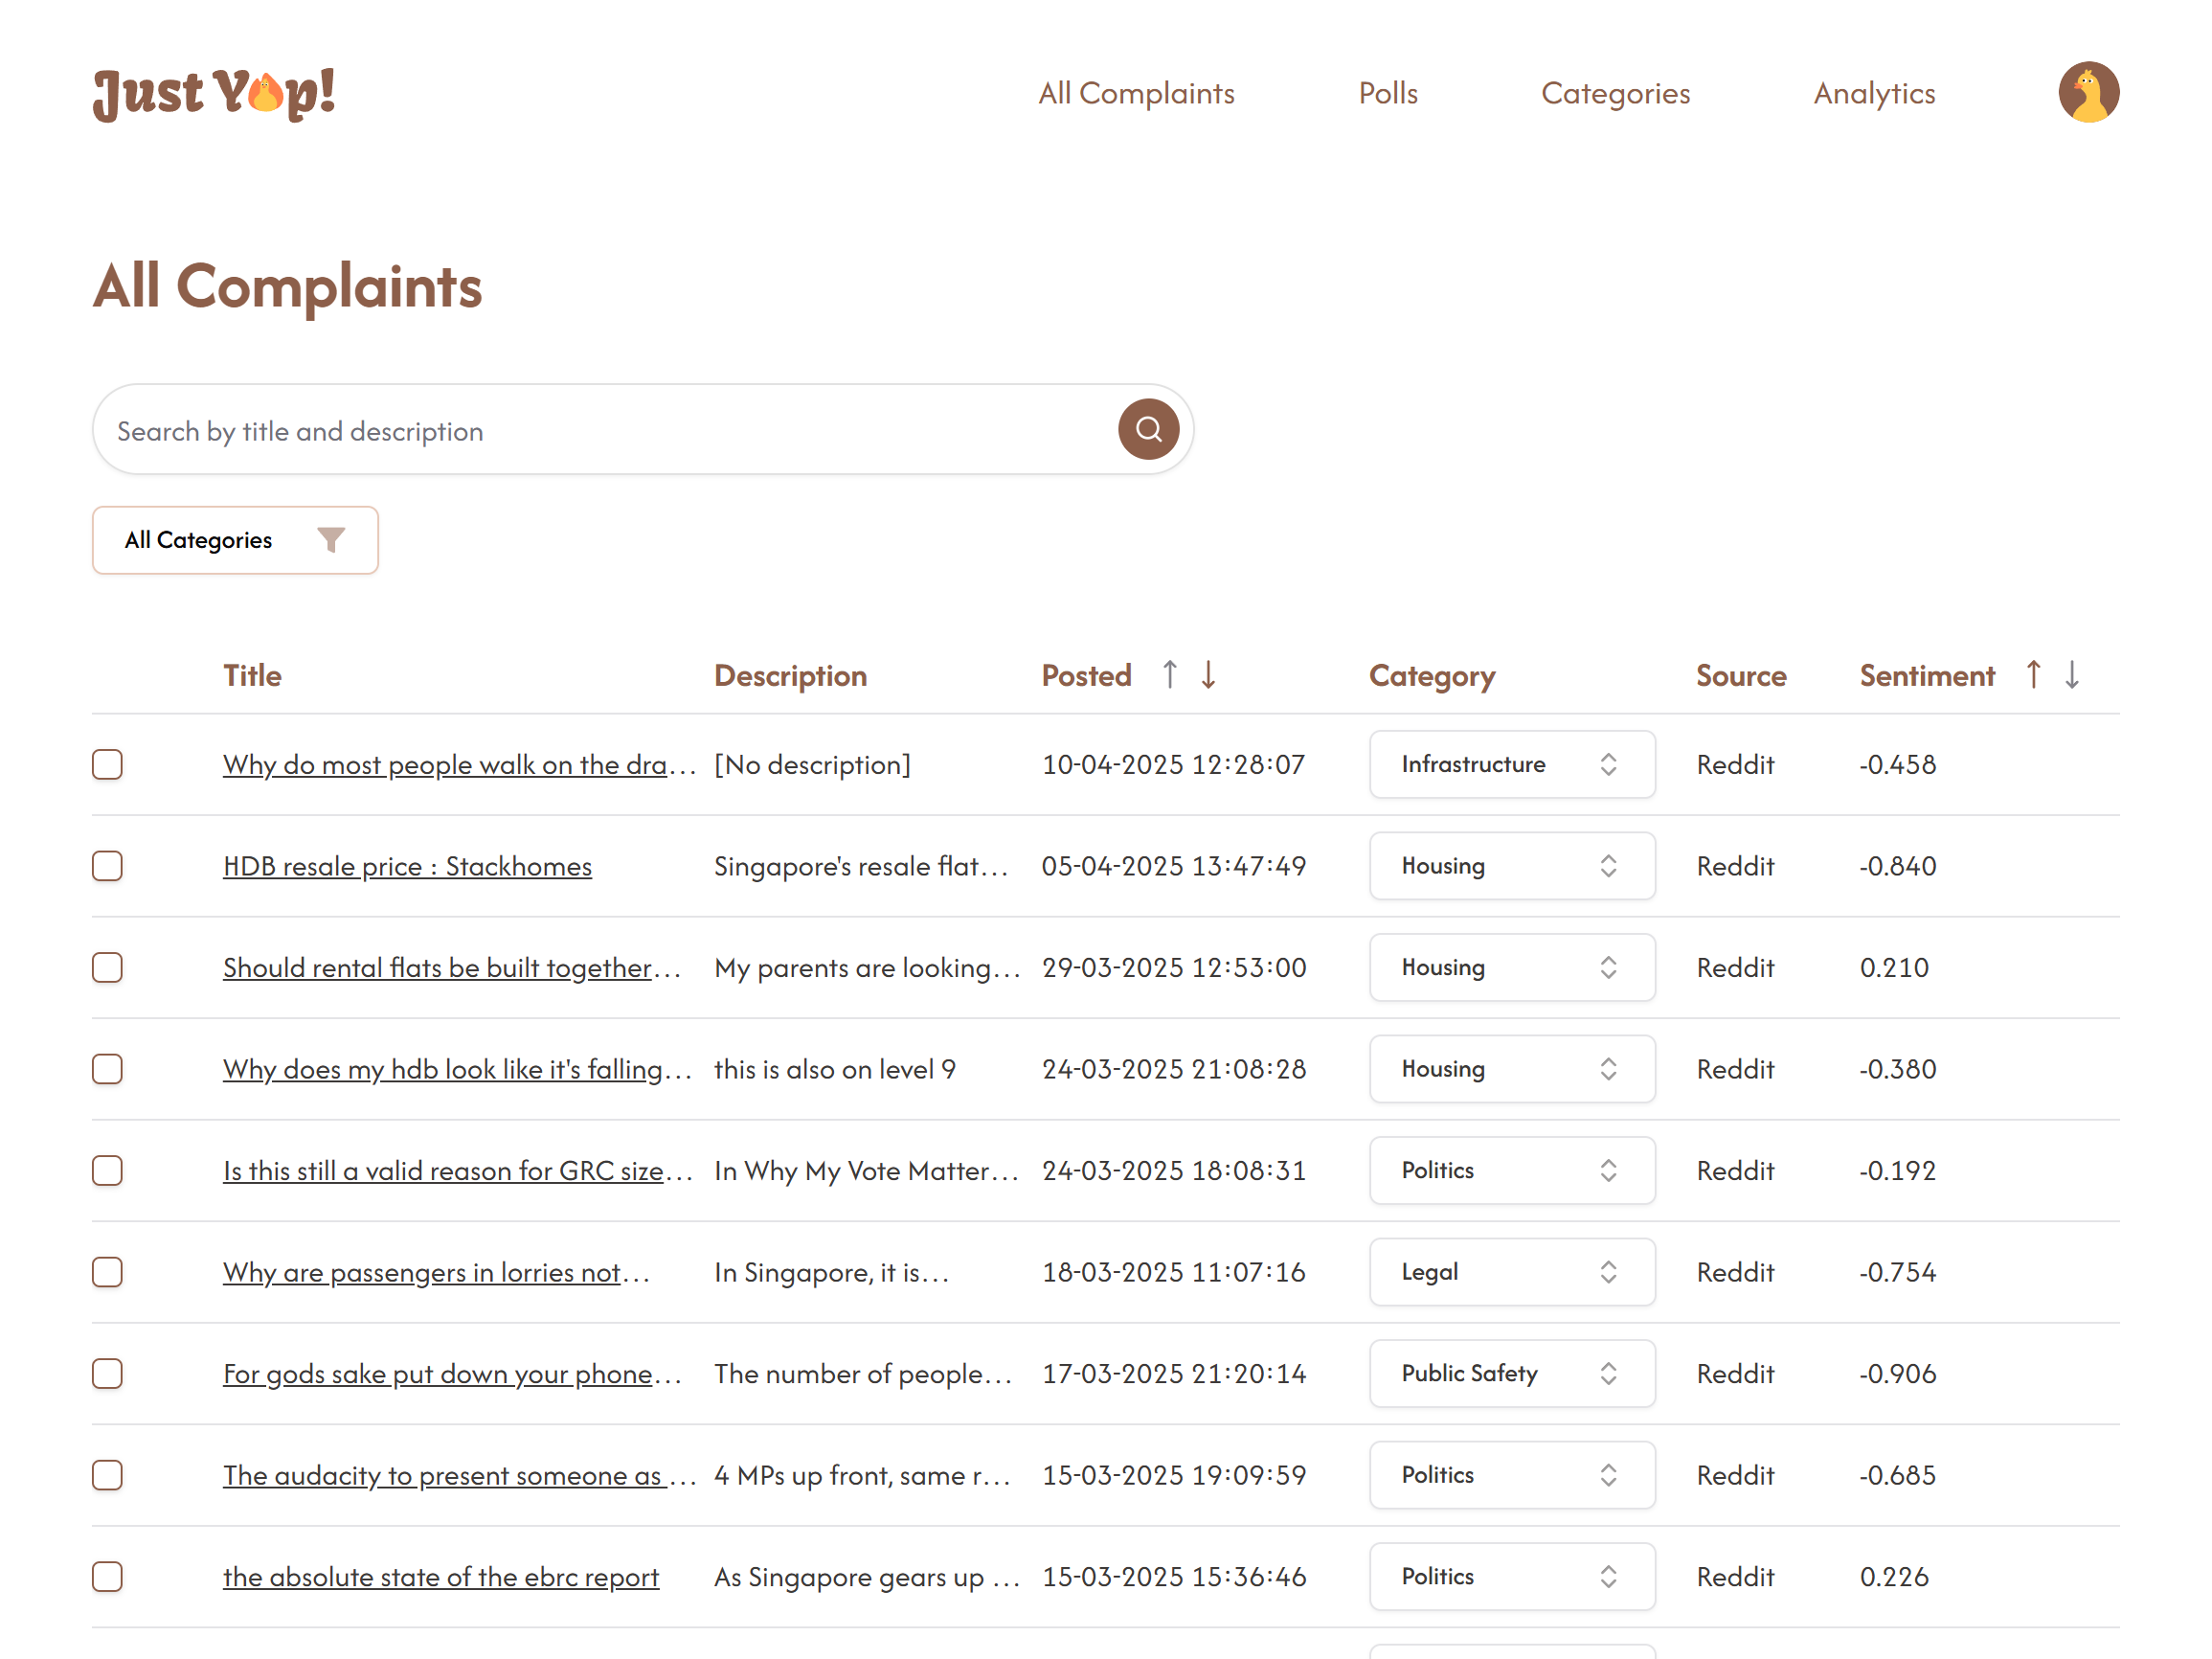 Just Yap!
All Complaints Polls Categories Analytics
All Complaints
Search by title and description
All Categories
Title Description Posted ↑ ↓ Category Source Sentiment ↑ ↓
Why do most people walk on the dra... [No description] 10-04-2025 12:28:07 Infrastructure Reddit -0.458
HDB resale price : Stackhomes Singapore's resale flat... 05-04-2025 13:47:49 Housing Reddit -0.840
Should rental flats be built together... My parents are looking... 29-03-2025 12:53:00 Housing Reddit 0.210
Why does my hdb look like it's falling... this is also on level 9 24-03-2025 21:08:28 Housing Reddit -0.380
Is this still a valid reason for GRC size... In Why My Vote Matter... 24-03-2025 18:08:31 Politics Reddit -0.192
Why are passengers in lorries not... In Singapore, it is... 18-03-2025 11:07:16 Legal Reddit -0.754
For gods sake put down your phone... The number of people... 17-03-2025 21:20:14 Public Safety Reddit -0.906
The audacity to present someone as ... 4 MPs up front, same r... 15-03-2025 19:09:59 Politics Reddit -0.685
the absolute state of the ebrc report As Singapore gears up ... 15-03-2025 15:36:46 Politics Reddit 0.226